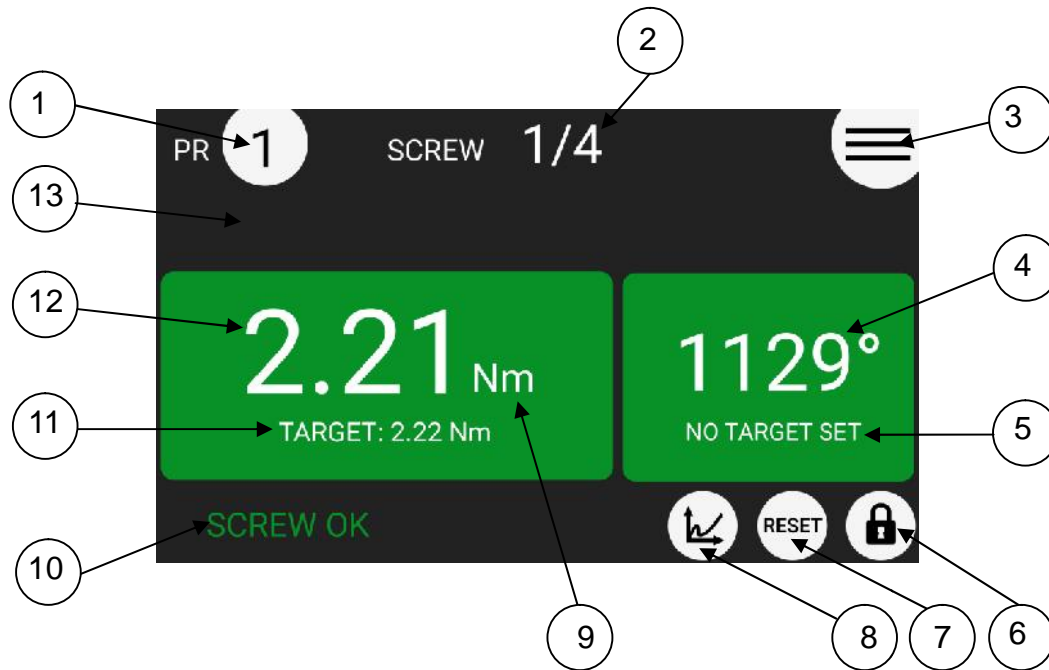 2
1
3
PR 1 SCREW 1/4
13
4
12
2.21 Nm
1129°
11
TARGET: 2.22 Nm
NO TARGET SET
5
SCREW OK
RESET
10
9
8
7
6